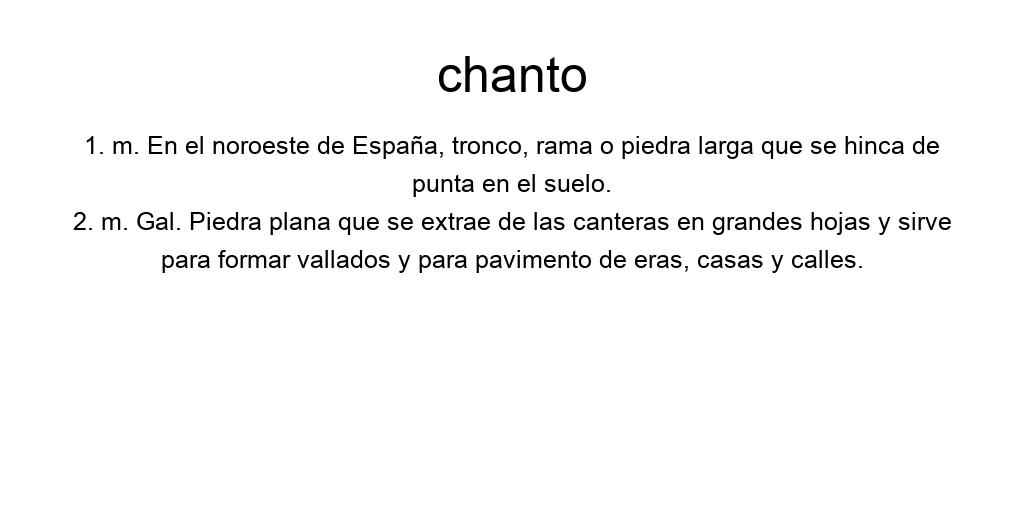 chanto
1. m. En el noroeste de España, tronco, rama o piedra larga que se hinca de
punta en el suelo.
2. m. Gal. Piedra plana que se extrae de las canteras en grandes hojas y sirve
para formar vallados y para pavimento de eras, casas y calles.